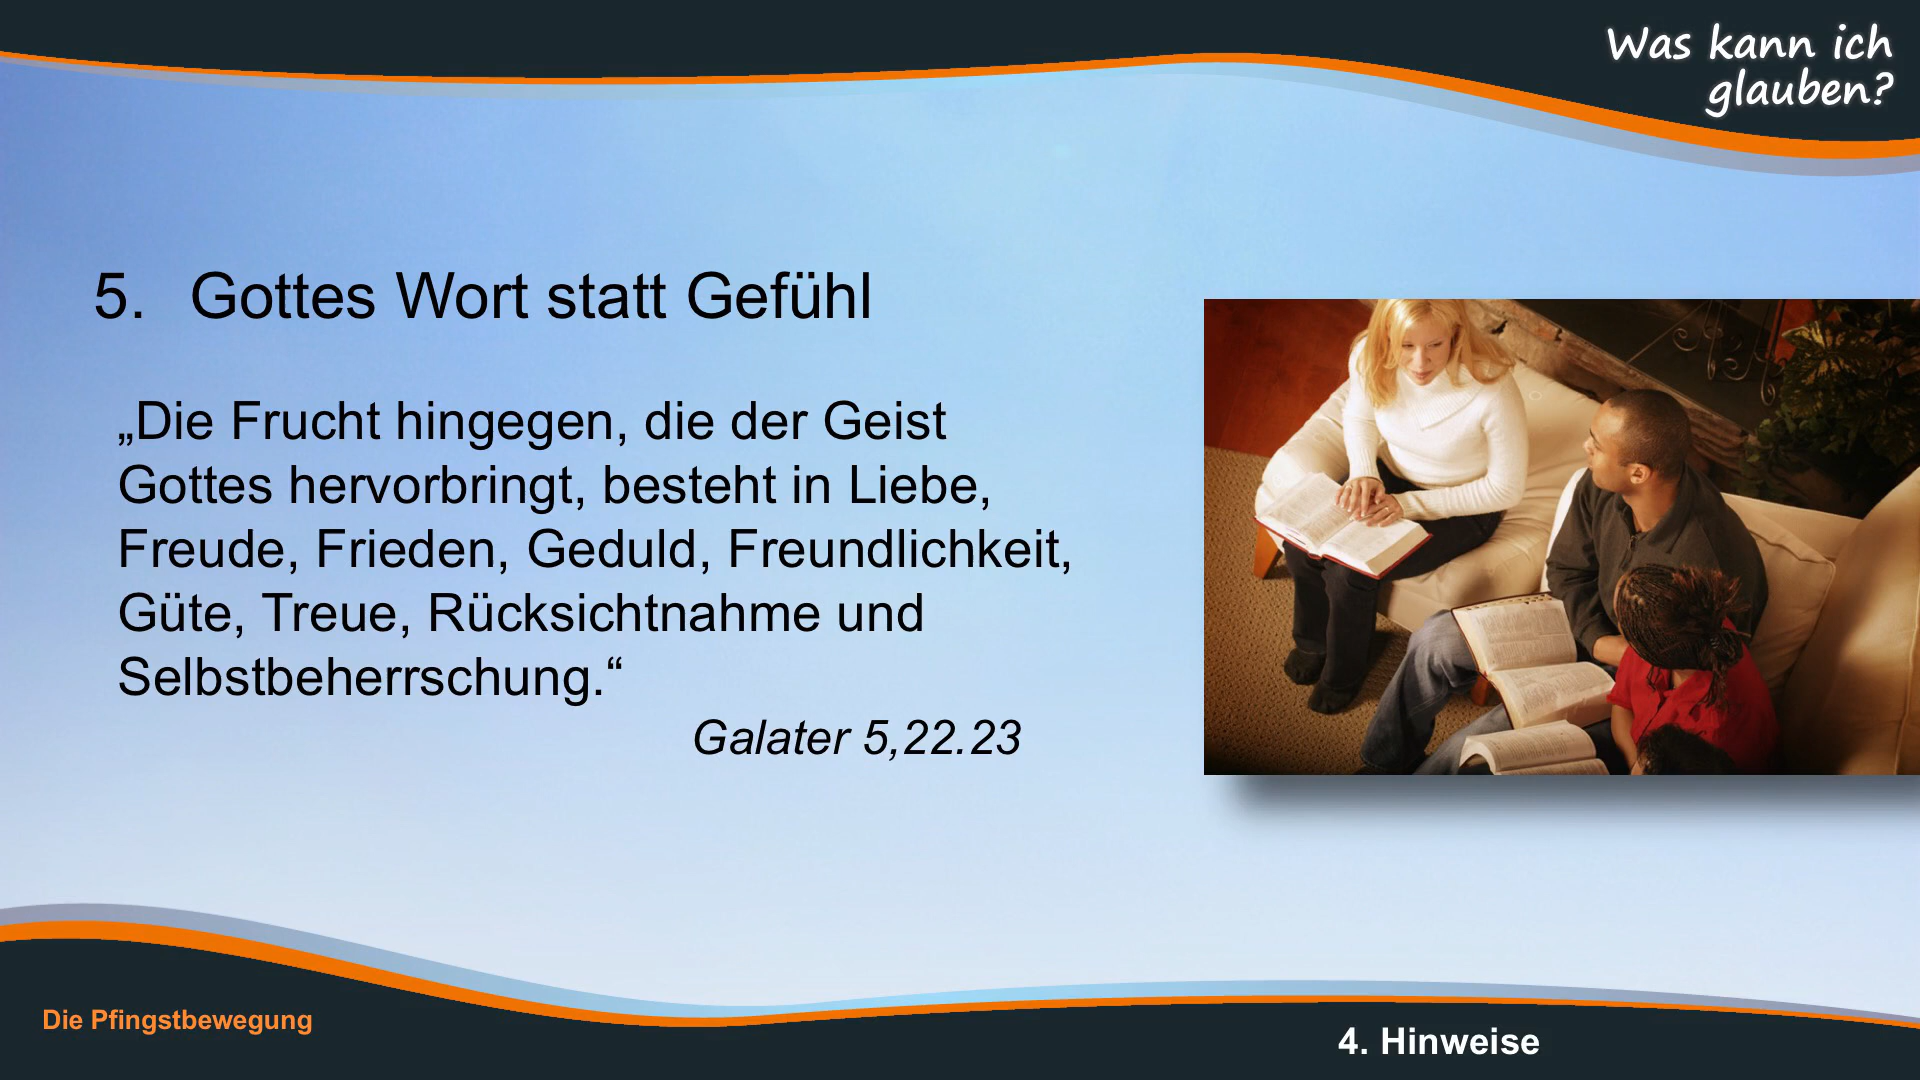 Was kann ich
glauben?
5. Gottes Wort statt Gefühl
„Die Frucht hingegen, die der Geist
Gottes hervorbringt, besteht in Liebe,
Freude, Frieden, Geduld, Freundlichkeit,
Güte, Treue, Rücksichtnahme und
Selbstbeherrschung.“
Galater 5,22.23
Die Pfingstbewegung
4. Hinweise